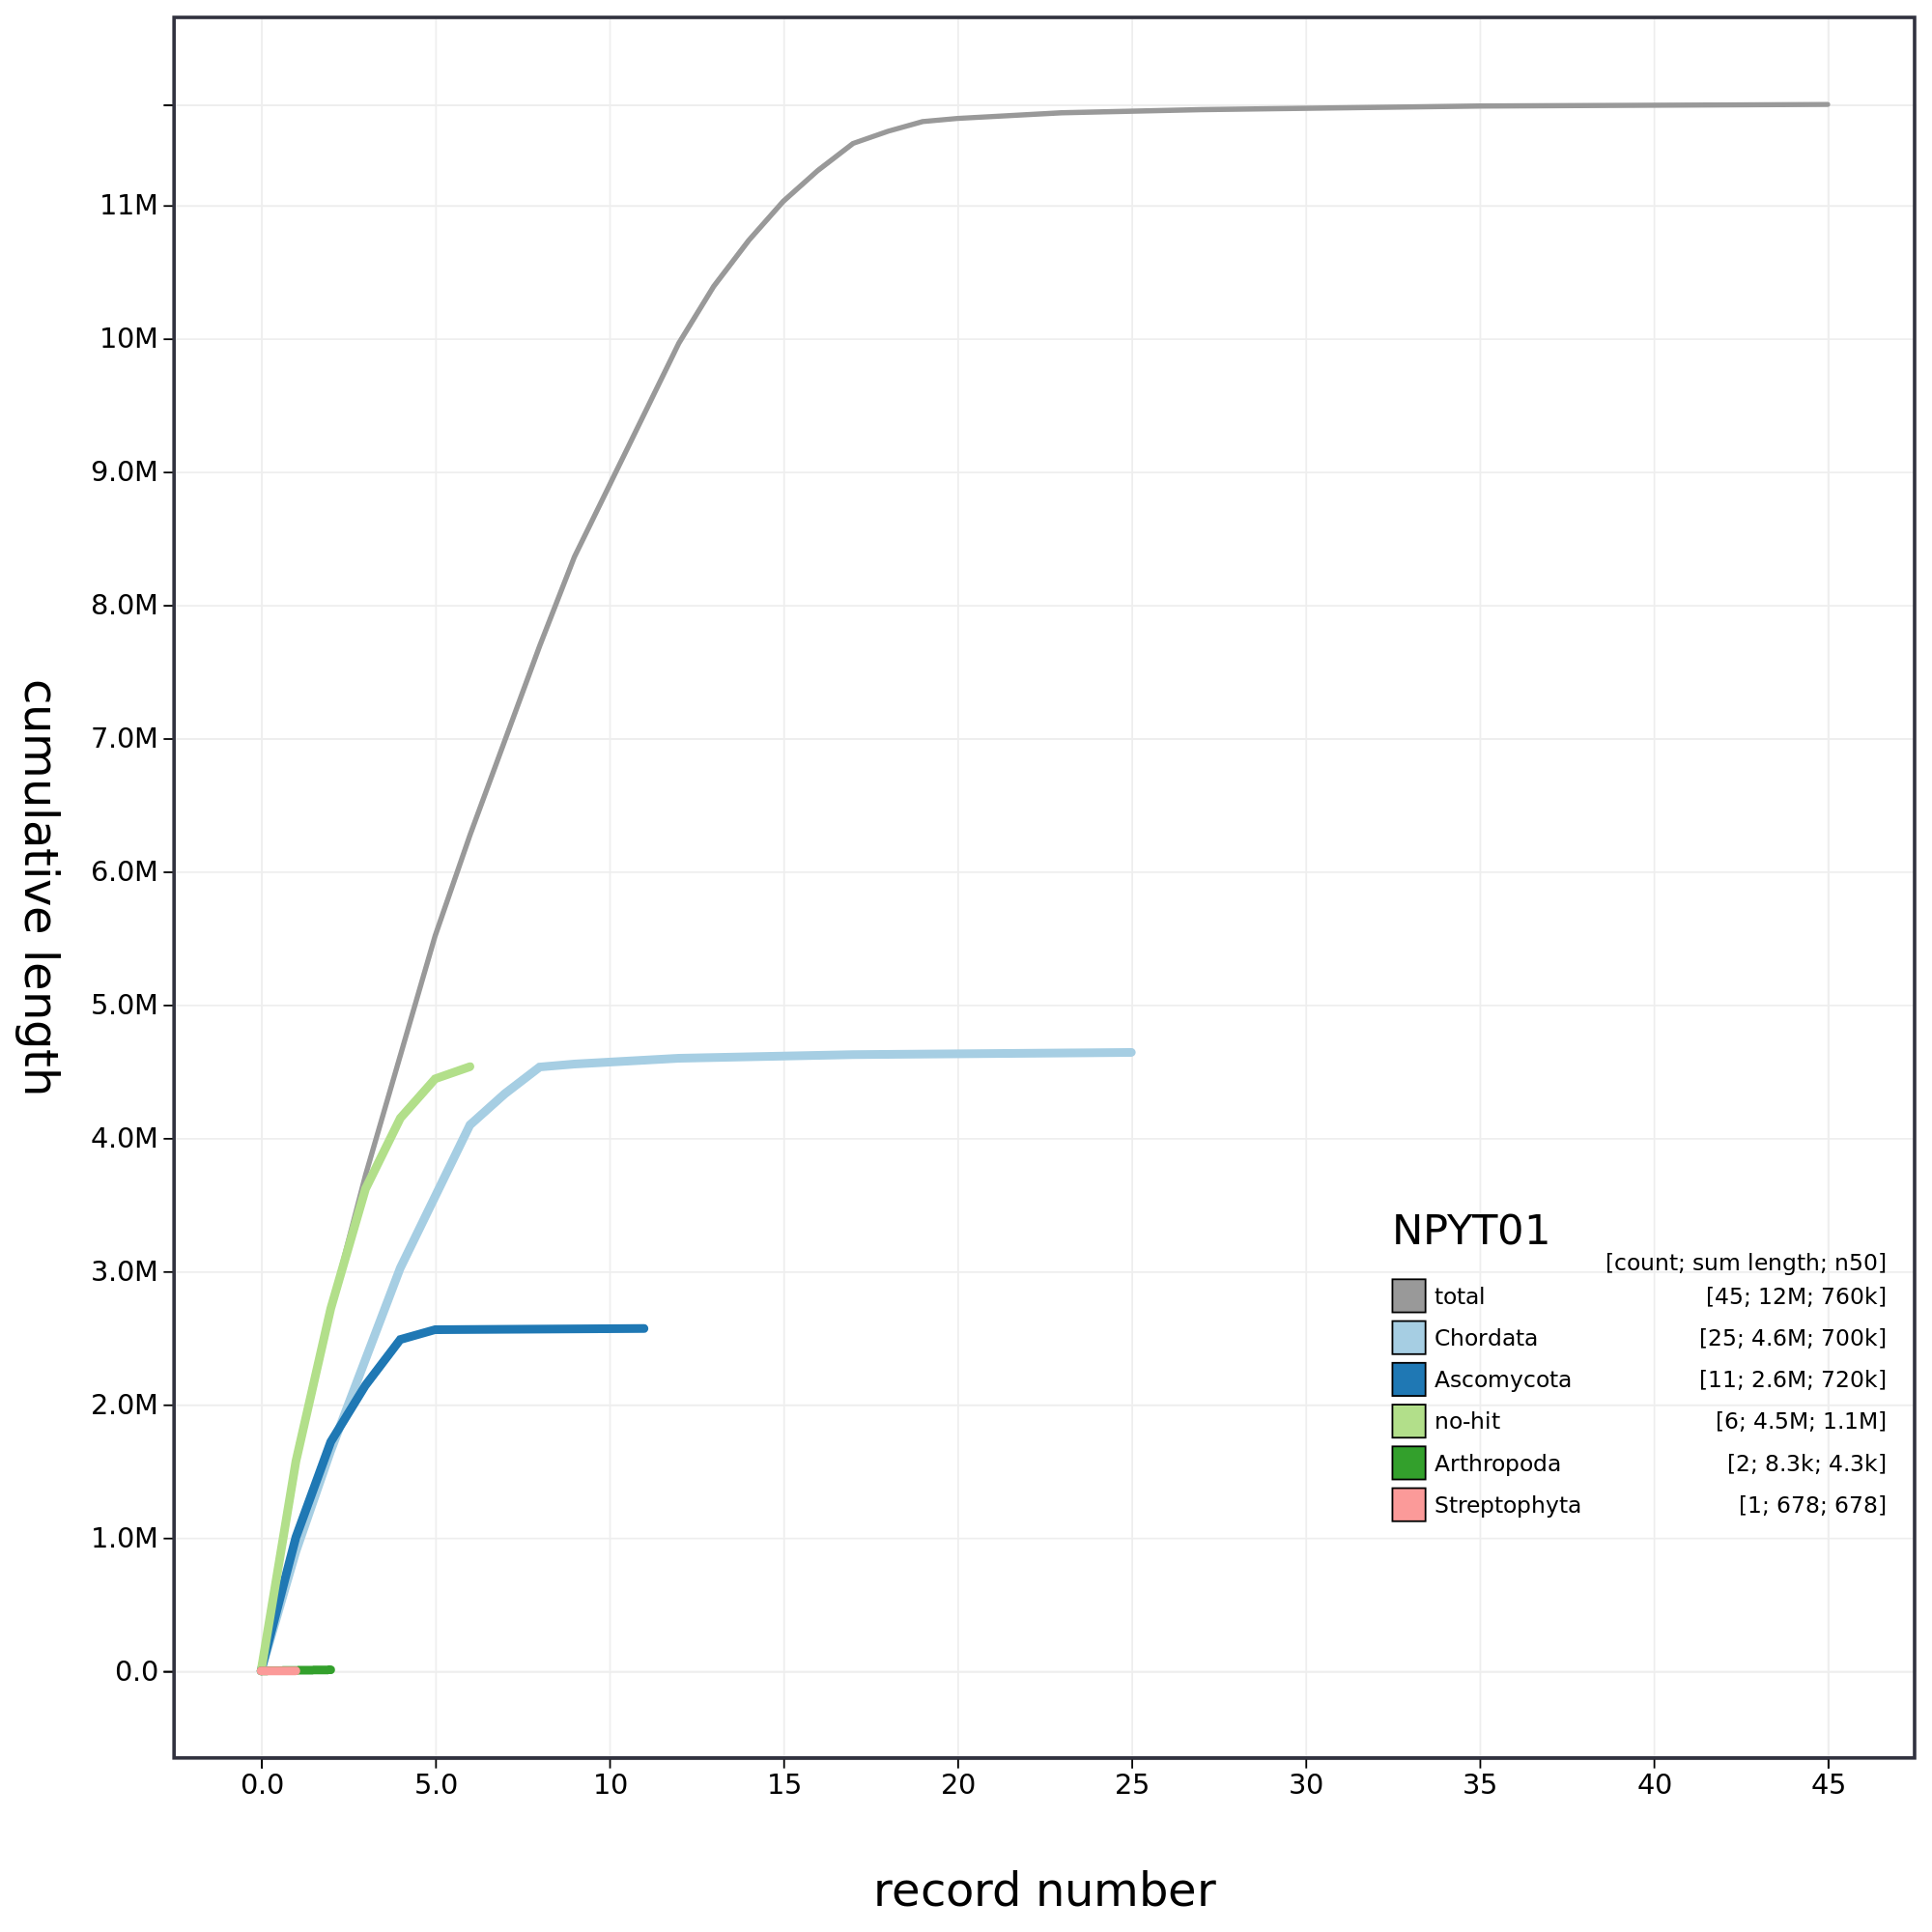 cumulative length
11M
10M
9.0M
8.0M
7.0M
6.0M
5.0M
4.0M
3.0M
2.0M
1.0M
0.0
NPYT01
[count; sum length; n50]
total [45; 12M; 760k]
Chordata [25; 4.6M; 700k]
Ascomycota [11; 2.6M; 720k]
no-hit [6; 4.5M; 1.1M]
Arthropoda [2; 8.3k; 4.3k]
Streptophyta [1; 678; 678]
0.0 5.0 10 15 20 25 30 35 40 45
record number